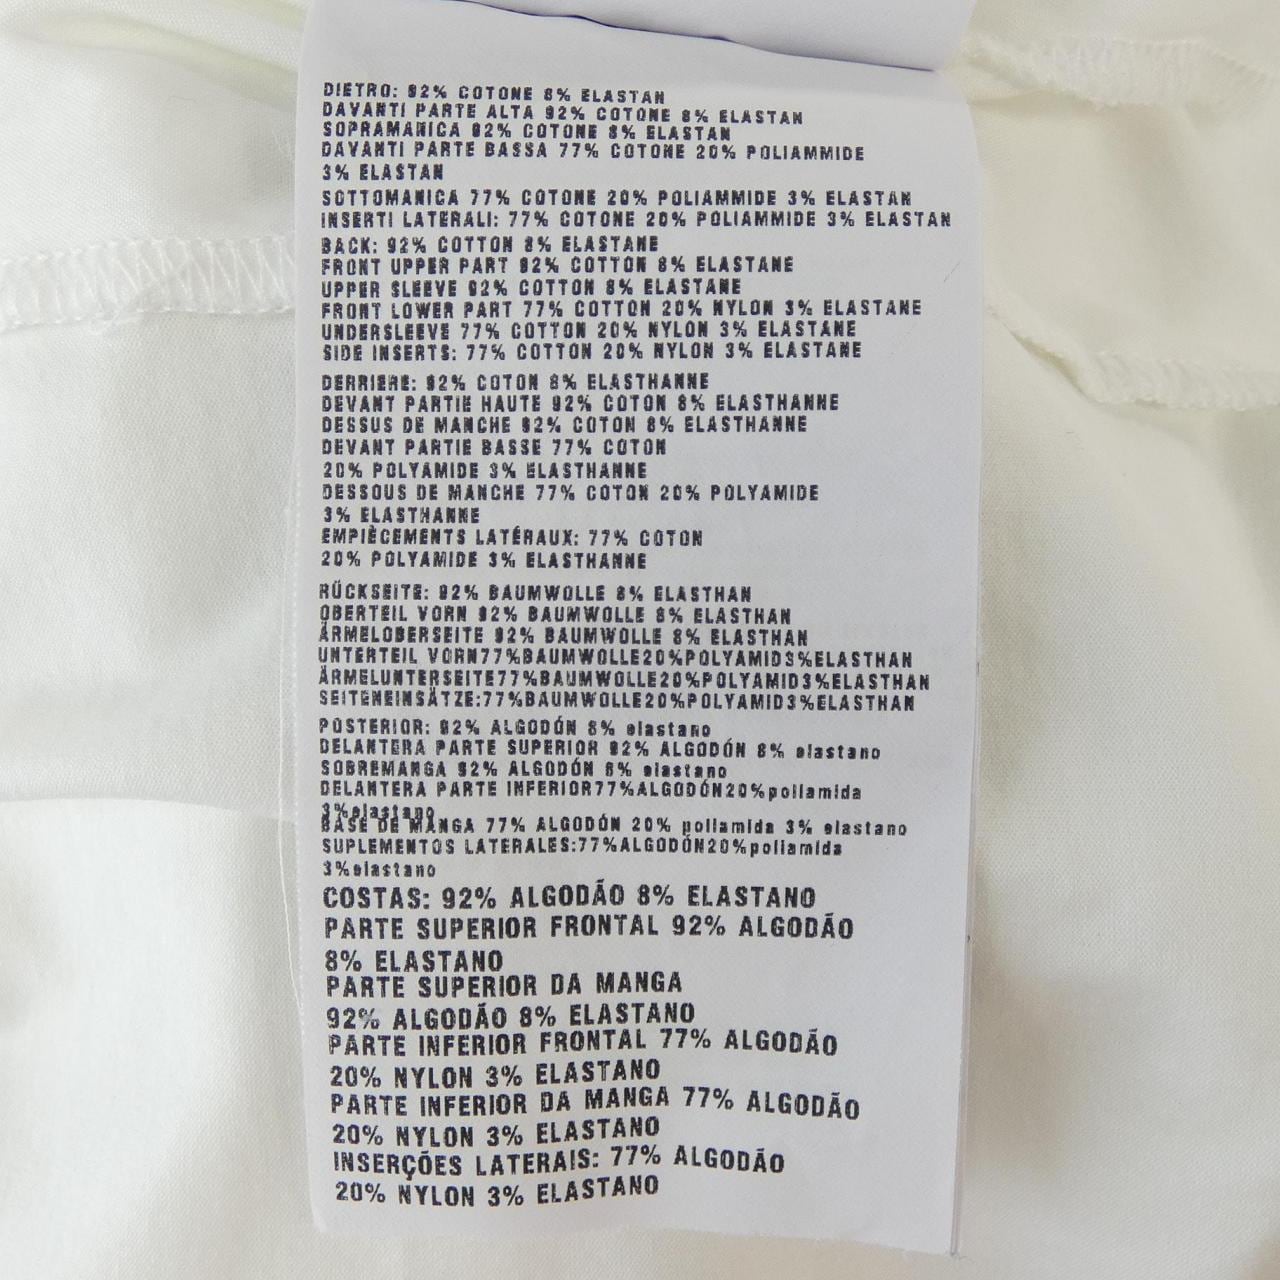 DIETRO: 92% COTONE 8% ELASTAN
DAVANTI PARTE ALTA 92% COTONE 8% ELASTAN
SOPRAMANICA 92% COTONE 8% ELASTAN
DAVANTI PARTE BASSA 77% COTONE 20% POLIAMMIDE
3% ELASTAN
SOTTOMANICA 77% COTONE 20% POLIAMMIDE 3% ELASTAN
INSERTI LATERALI: 77% COTONE 20% POLIAMMIDE 3% ELASTAN
BACK: 92% COTTON 8% ELASTANE
FRONT UPPER PART 92% COTTON 8% ELASTANE
UPPER SLEEVE 92% COTTON 8% ELASTANE
FRONT LOWER PART 77% COTTON 20% NYLON 3% ELASTANE
UNDERSLEEVE 77% COTTON 20% NYLON 3% ELASTANE
SIDE INSERTS: 77% COTTON 20% NYLON 3% ELASTANE
DERRIERE: 92% COTON 8% ELASTHANNE
DEVANT PARTIE HAUTE 92% COTON 8% ELASTHANNE
DESSUS DE MANCHE 92% COTON 8% ELASTHANNE
DEVANT PARTIE BASSE 77% COTON
20% POLYAMIDE 3% ELASTHANNE
DESSOUS DE MANCHE 77% COTON 20% POLYAMIDE
3% ELASTHANNE
EMPIÈCEMENTS LATÉRAUX: 77% COTON
20% POLYAMIDE 3% ELASTHANNE
RÜCKSEITE: 92% BAUMWOLLE 8% ELASTHAN
OBERTEIL VORN 92% BAUMWOLLE 8% ELASTHAN
ÄRMELOBERSEITE 92% BAUMWOLLE 8% ELASTHAN
UNTERTEIL VORN77%BAUMWOLLE20%POLYAMID3%ELASTHAN
ÄRMELUNTERSEITE77%BAUMWOLLE20%POLYAMID3%ELASTHAN
SEITENEINSÄTZE:77%BAUMWOLLE20%POLYAMID3%ELASTHAN
POSTERIOR: 92% ALGODÓN 8% elastano
DELANTERA PARTE SUPERIOR 92% ALGODÓN 8% elastano
SOBREMANGA 92% ALGODÓN 8% elastano
DELANTERA PARTE INFERIOR77%ALGODÓN20%poliamida
3%elastano
BASE DE MANGA 77% ALGODÓN 20% poliamida 3% elastano
SUPLEMENTOS LATERALES:77%ALGODÓN20%poliamida
3%elastano
COSTAS: 92% ALGODÃO 8% ELASTANO
PARTE SUPERIOR FRONTAL 92% ALGODÃO
8% ELASTANO
PARTE SUPERIOR DA MANGA
92% ALGODÃO 8% ELASTANO
PARTE INFERIOR FRONTAL 77% ALGODÃO
20% NYLON 3% ELASTANO
PARTE INFERIOR DA MANGA 77% ALGODÃO
20% NYLON 3% ELASTANO
INSERÇÕES LATERAIS: 77% ALGODÃO
20% NYLON 3% ELASTANO